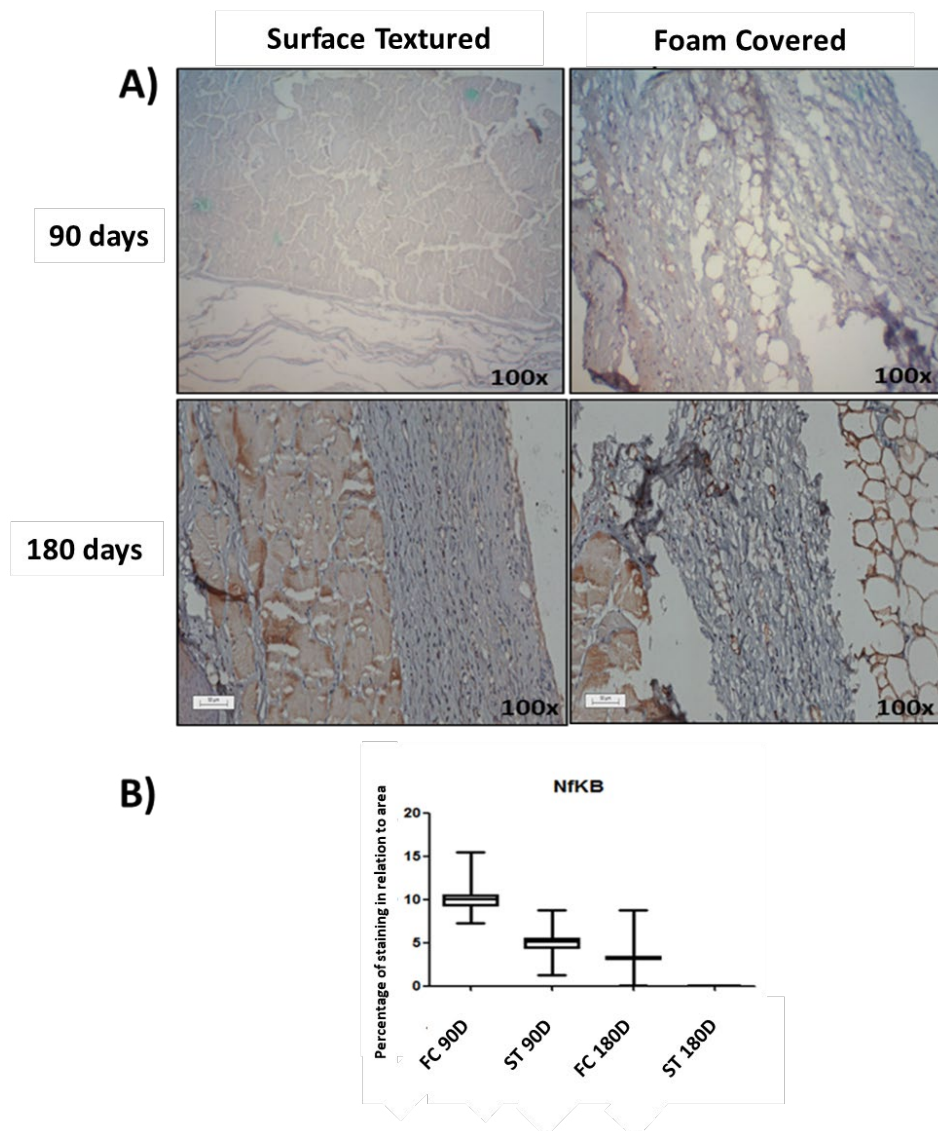 Surface Textured
Foam Covered
A)
90 days
100x
100x
180 days
100x
100x
B)
NfKB
Percentage of staining in relation to area
20
15
10
5
0
FC 90D
ST 90D
FC 180D
ST 180D